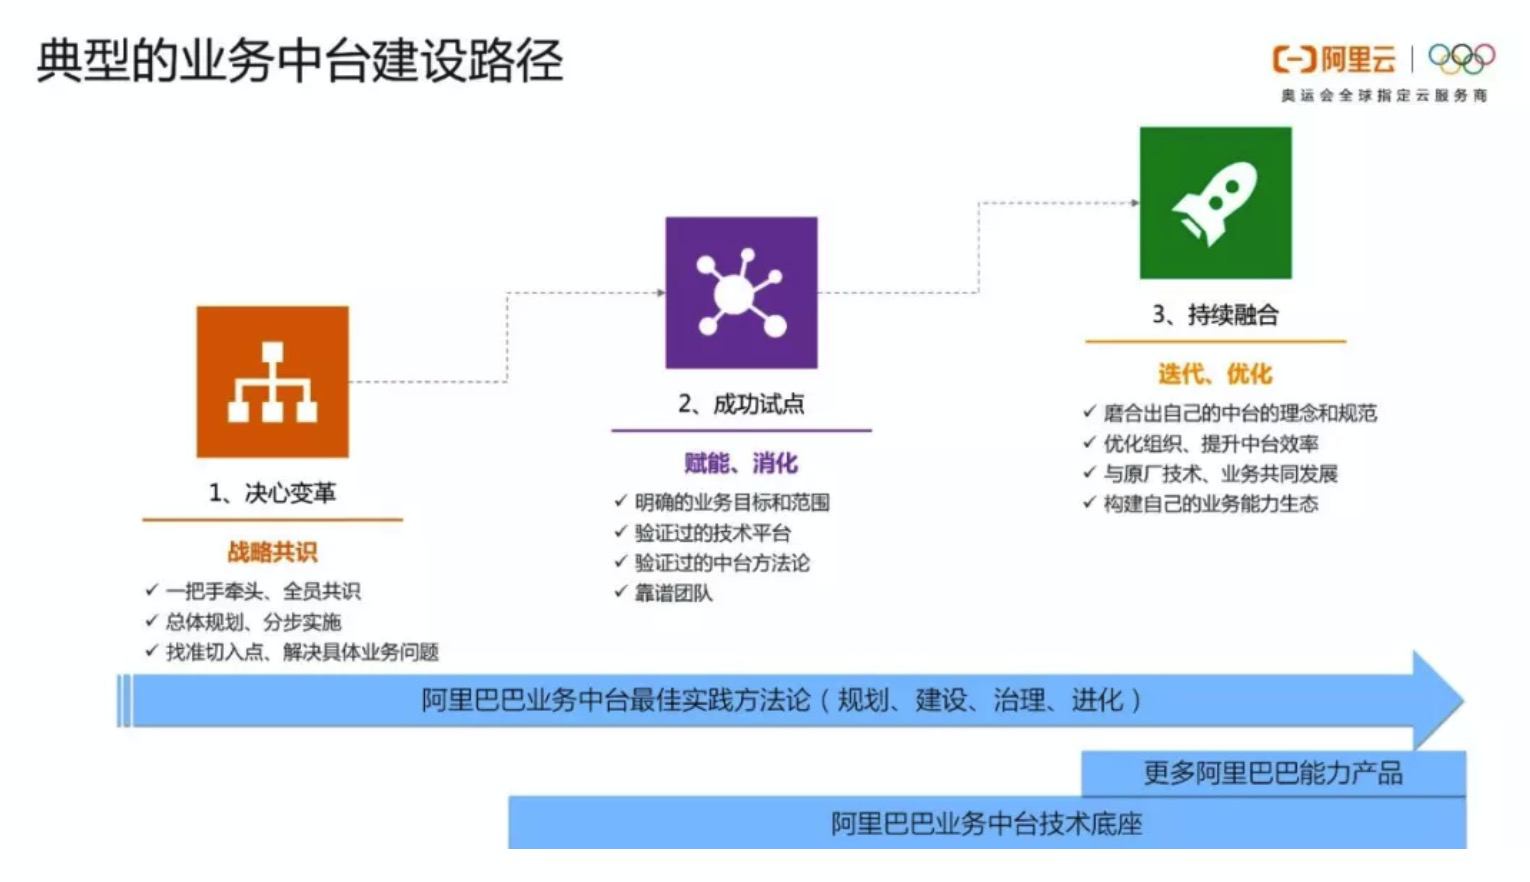 典型的业务中台建设路径
阿里云
奥运会全球指定云服务商
1、决心变革
战略共识
✓ 一把手牵头、全员共识
✓ 总体规划、分步实施
✓ 找准切入点、解决具体业务问题
2、成功试点
赋能、消化
✓ 明确的业务目标和范围
✓ 验证过的技术平台
✓ 验证过的中台方法论
✓ 靠谱团队
3、持续融合
迭代、优化
✓ 磨合出自己的中台的理念和规范
✓ 优化组织、提升中台效率
✓ 与原厂技术、业务共同发展
✓ 构建自己的业务能力生态
阿里巴巴业务中台最佳实践方法论（规划、建设、治理、进化）
更多阿里巴巴能力产品
阿里巴巴业务中台技术底座